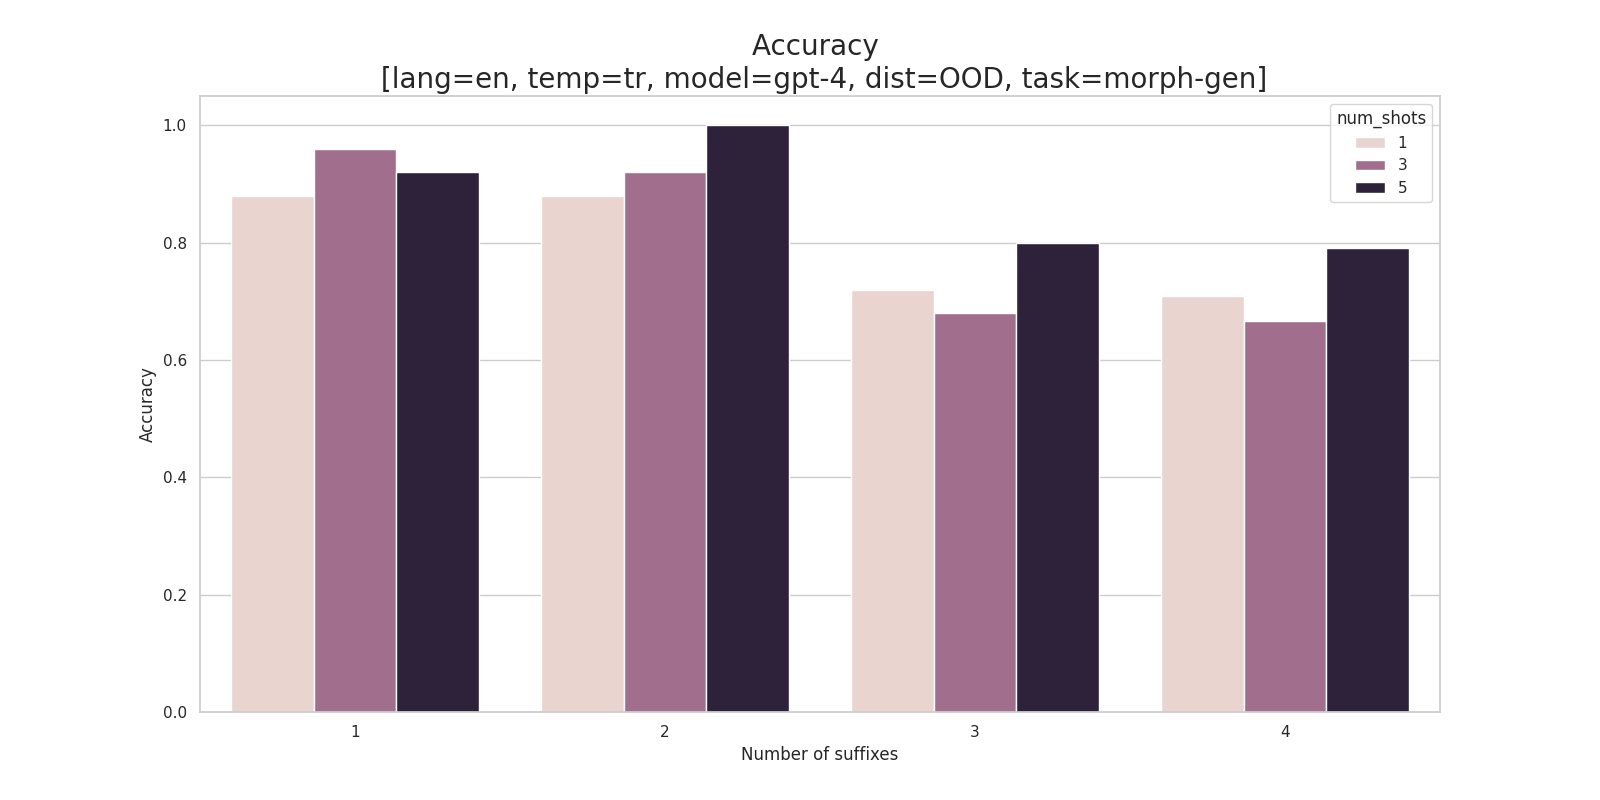 Accuracy
[lang=en, temp=tr, model=gpt-4, dist=OOD, task=morph-gen]
num_shots
1
3
5
1.0
0.8
0.6
0.4
0.2
0.0
Accuracy
1 2 3 4
Number of suffixes